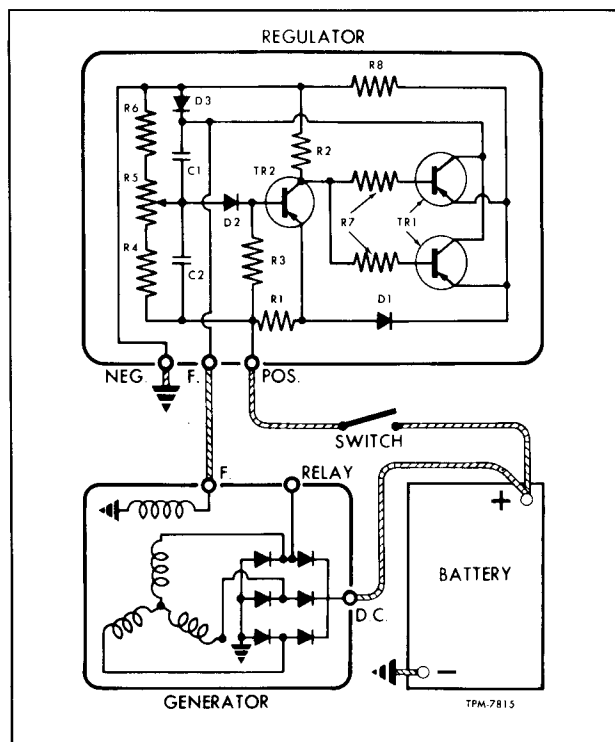 REGULATOR
R8
R6
D3
R2
TR2
C1
R5
D2
R7
TR1
R4
C2
R3
R1
D1
NEG.
F.
POS.
SWITCH
F.
RELAY
+
BATTERY
D.C.
−
GENERATOR
TPM-7815